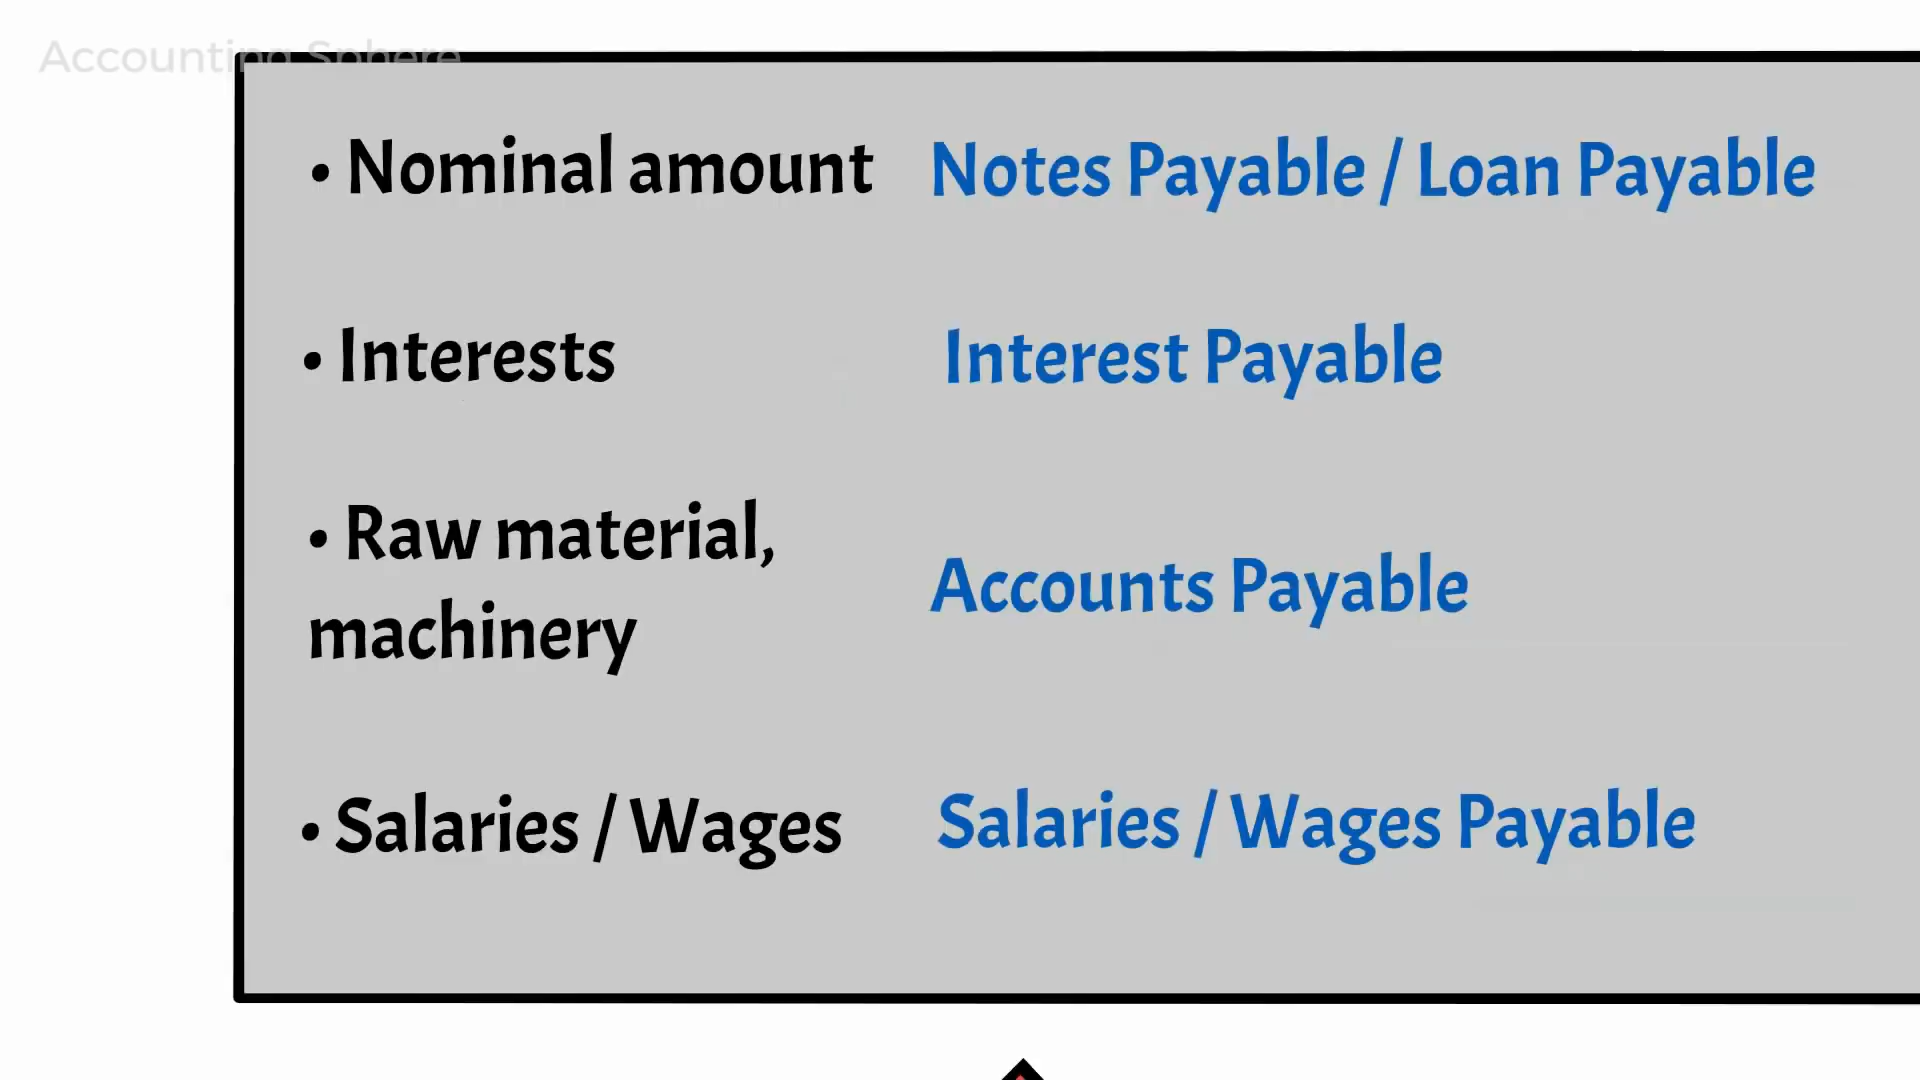 Accounting Sphere
• Nominal amount Notes Payable / Loan Payable
• Interests Interest Payable
• Raw material,
machinery
Accounts Payable
• Salaries / Wages Salaries / Wages Payable